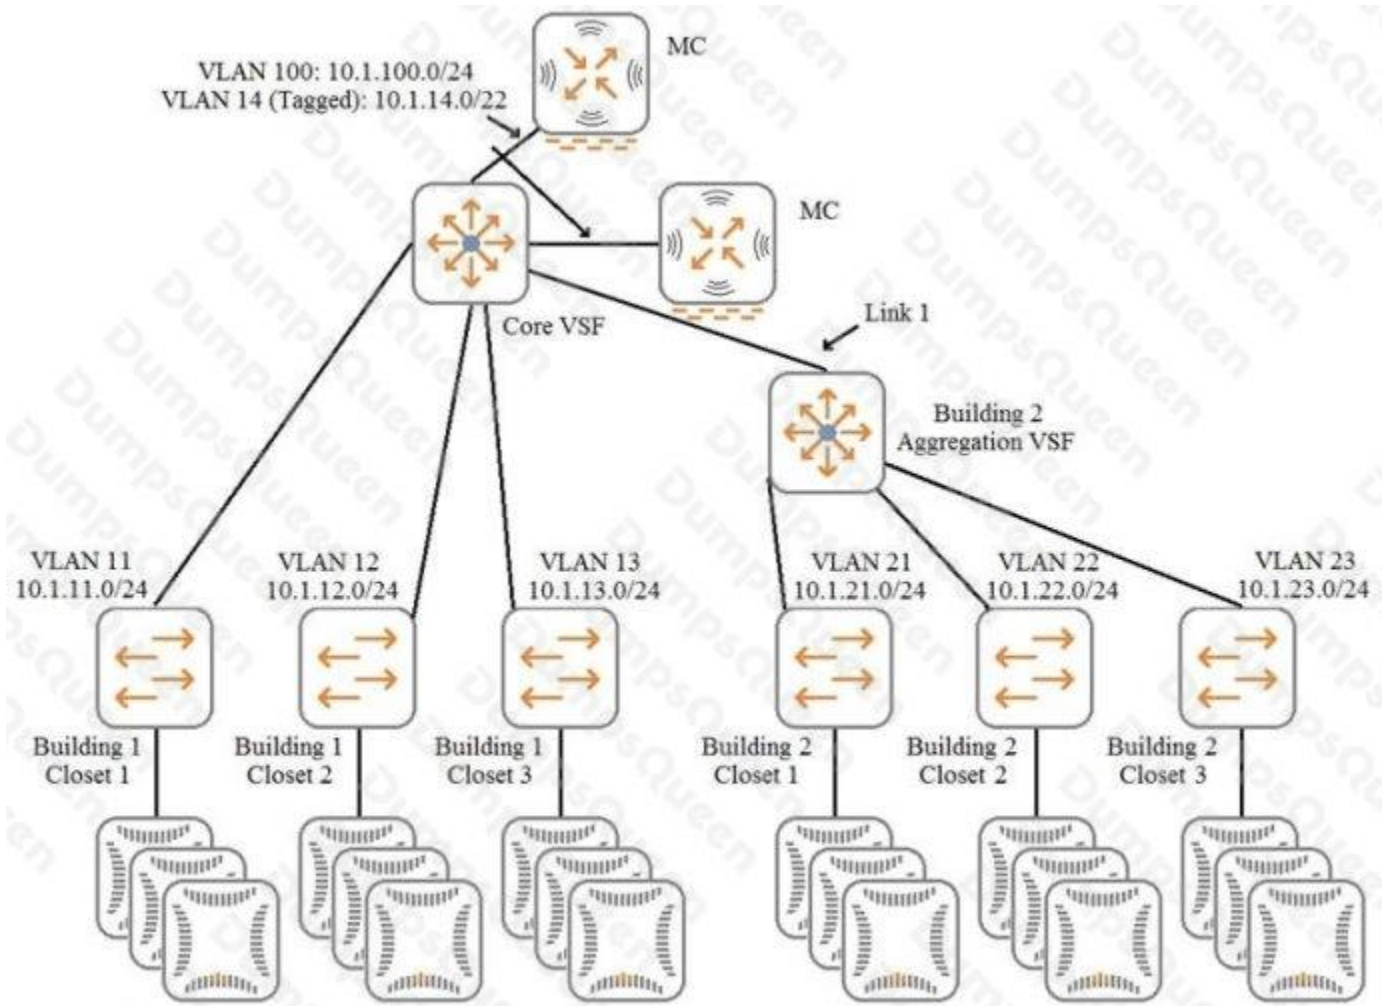 MC
VLAN 100: 10.1.100.0/24
VLAN 14 (Tagged): 10.1.14.0/22
MC
Core VSF
Link 1
Building 2
Aggregation VSF
VLAN 11
10.1.11.0/24
VLAN 12
10.1.12.0/24
VLAN 13
10.1.13.0/24
VLAN 21
10.1.21.0/24
VLAN 22
10.1.22.0/24
VLAN 23
10.1.23.0/24
Building 1
Closet 1
Building 1
Closet 2
Building 1
Closet 3
Building 2
Closet 1
Building 2
Closet 2
Building 2
Closet 3
DumpsQueen